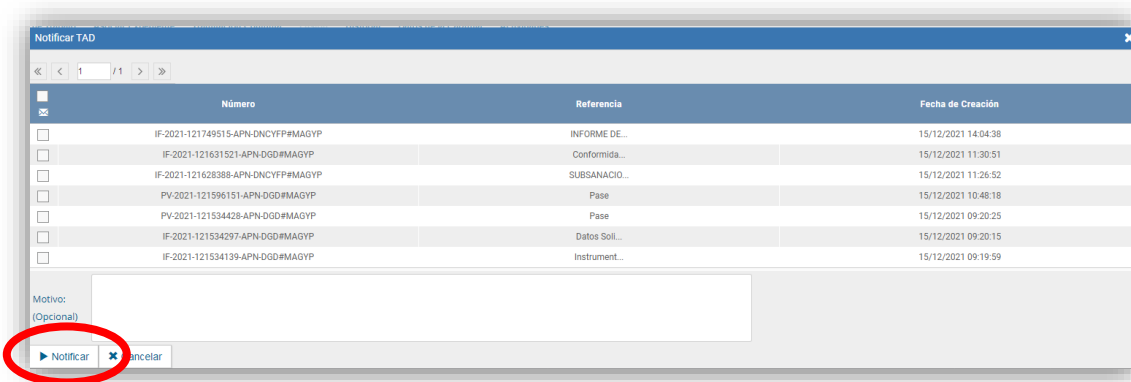 Notificar TAD
1 / 1
Número Referencia Fecha de Creación
IF-2021-121749515-APN-DNCYFP#MAGYP INFORME DE... 15/12/2021 14:04:38
IF-2021-121631521-APN-DGD#MAGYP Conformida... 15/12/2021 11:30:51
IF-2021-121628388-APN-DNCYFP#MAGYP SUBSANACIO... 15/12/2021 11:26:52
PV-2021-121596151-APN-DGD#MAGYP Pase 15/12/2021 10:48:18
PV-2021-121534428-APN-DGD#MAGYP Pase 15/12/2021 09:20:25
IF-2021-121534297-APN-DGD#MAGYP Datos Soli... 15/12/2021 09:20:15
IF-2021-121534139-APN-DGD#MAGYP Instrument... 15/12/2021 09:19:59
Motivo:
(Opcional)
Notificar Cancelar